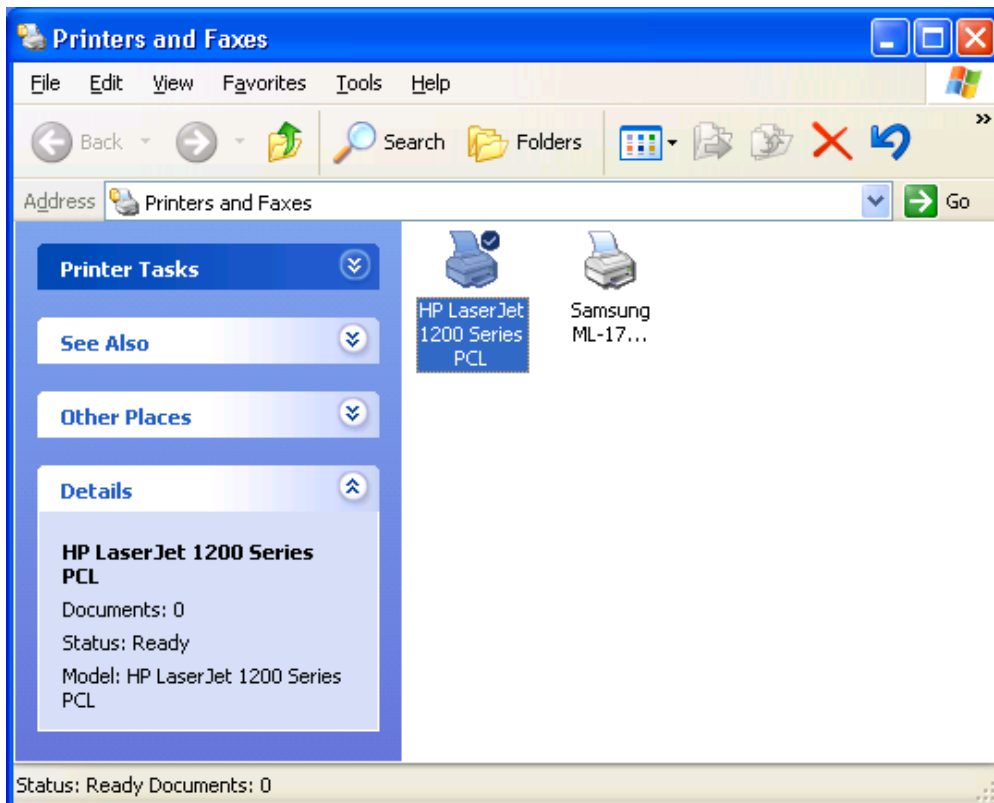 Printers and Faxes
File Edit View Favorites Tools Help
Back Search Folders »
Address Printers and Faxes Go
Printer Tasks
See Also
Other Places
Details
HP LaserJet 1200 Series
PCL
Documents: 0
Status: Ready
Model: HP LaserJet 1200 Series
PCL
HP LaserJet
1200 Series
PCL
Samsung
ML-17...
Status: Ready Documents: 0